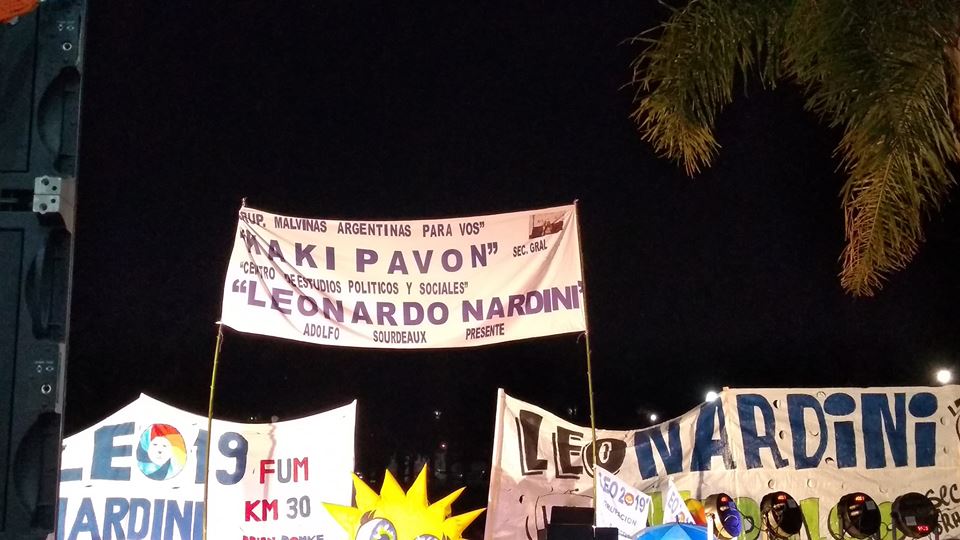 RUP. MALVINAS ARGENTINAS PARA VOS"
"MAKI PAVON" SEC. GRAL
"CENTRO DE ESTUDIOS POLITICOS Y SOCIALES"
"LEONARDO NARDINI"
ADOLFO SOURDEAUX PRESENTE
LEO19 FUM
KM 30
NARDINI
LEO NARDINI
LEO 2019